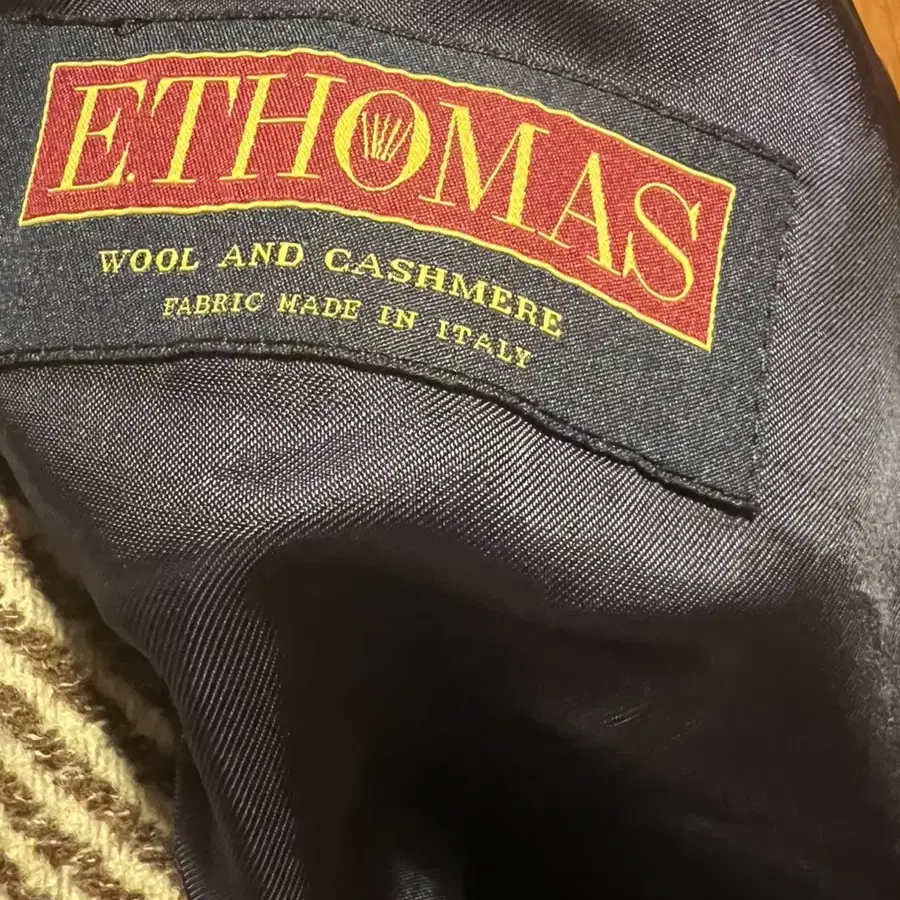 E.THOMAS
WOOL AND CASHMERE
FABRIC MADE IN ITALY